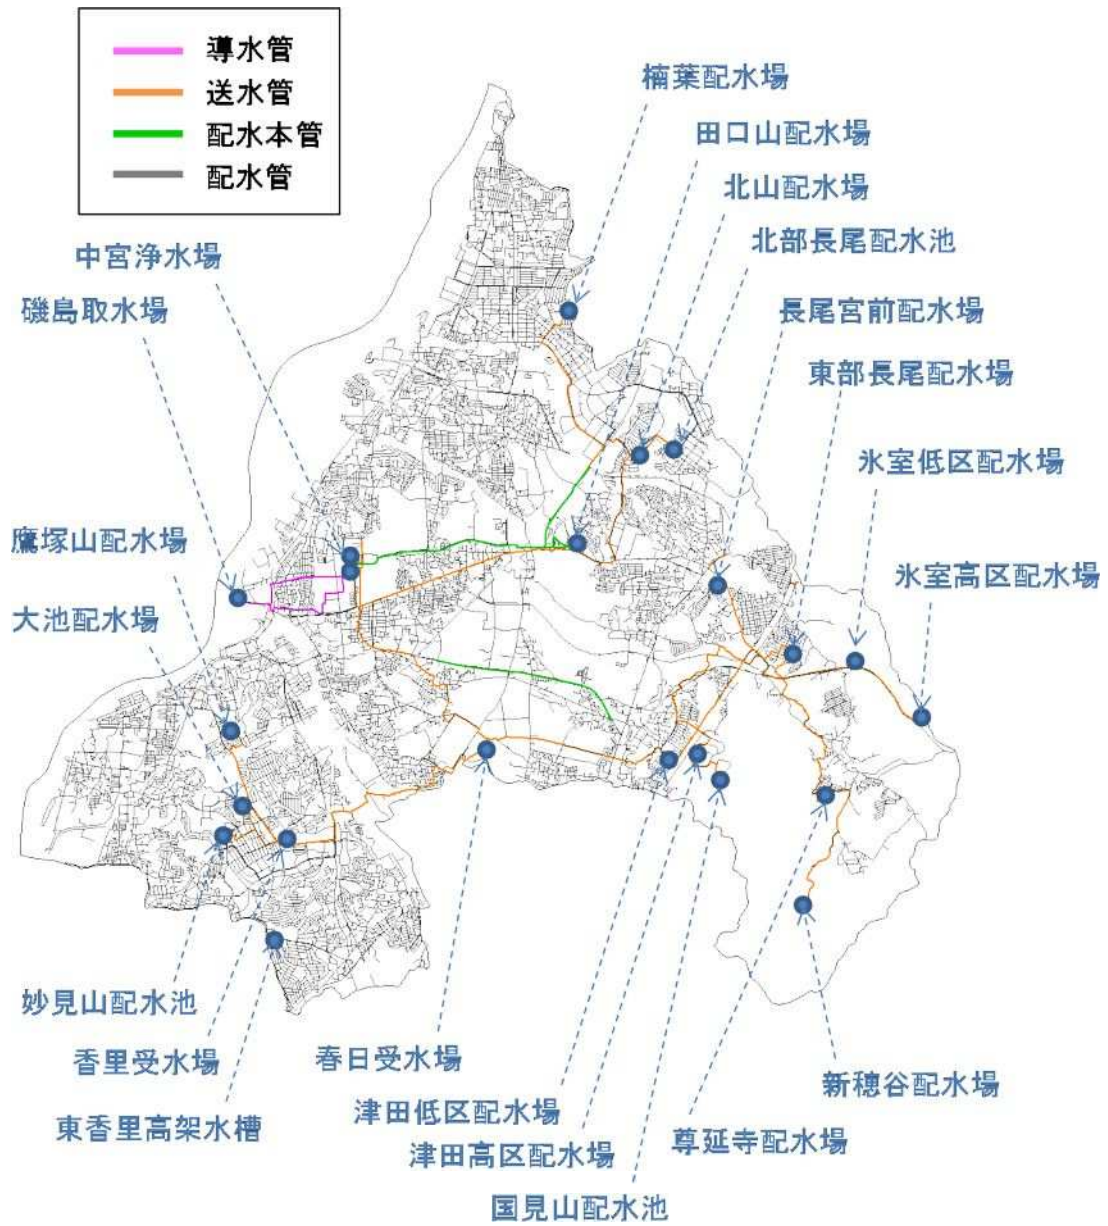 導水管
送水管
配水本管
配水管
楠葉配水場
田口山配水場
北山配水場
北部長尾配水池
長尾宮前配水場
東部長尾配水場
氷室低区配水場
氷室高区配水場
中宮浄水場
磯島取水場
鷹塚山配水場
大池配水場
妙見山配水池
香里受水場
東香里高架水槽
春日受水場
津田低区配水場
津田高区配水場
国見山配水池
尊延寺配水場
新穂谷配水場